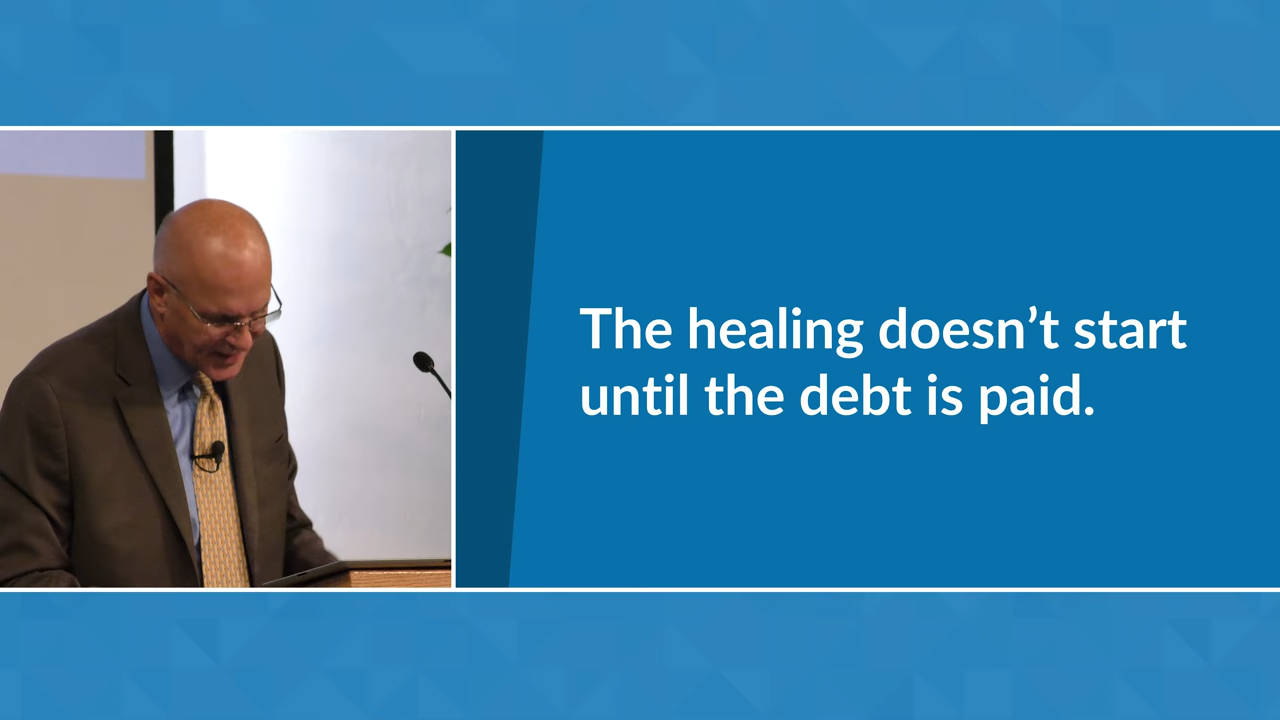 The healing doesn’t start
until the debt is paid.